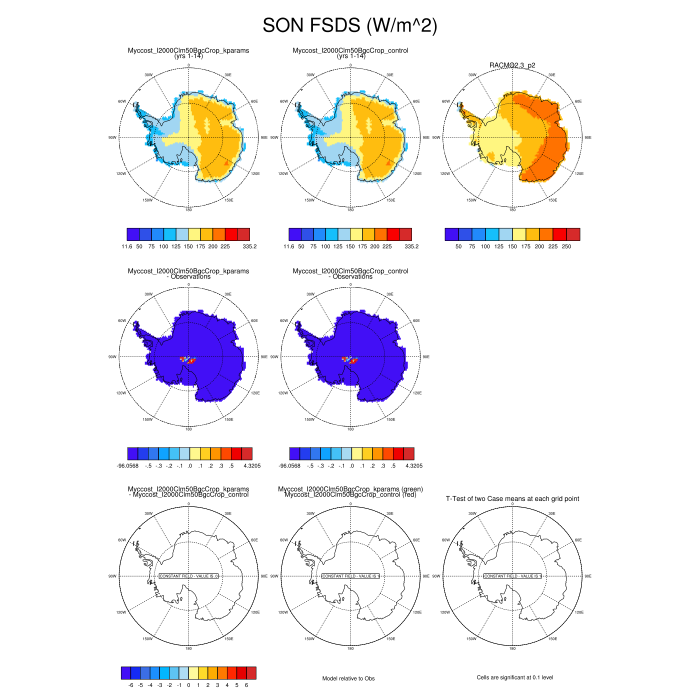 SON FSDS (W/m^2)
Myccost_I2000Clm50BgcCrop_kparams
(yrs 1-14)
Myccost_I2000Clm50BgcCrop_control
(yrs 1-14)
RACMO2.3_p2
0
30W 30E
60W 60E
90W 90E
120W 120E
150W 150E
180
0
30W 30E
60W 60E
90W 90E
120W 120E
150W 150E
180
0
30W 30E
60W 60E
90W 90E
120W 120E
150W 150E
180
11.6 50 75 100 125 150 175 200 225 335.2
11.6 50 75 100 125 150 175 200 225 335.2
50 75 100 125 150 175 200 225 250
Myccost_I2000Clm50BgcCrop_kparams
- Observations
Myccost_I2000Clm50BgcCrop_control
- Observations
0
30W 30E
60W 60E
90W 90E
120W 120E
150W 150E
180
0
30W 30E
60W 60E
90W 90E
120W 120E
150W 150E
180
-96.0568 -.5 -.3 -.2 -.1 .0 .1 .2 .3 .5 4.3205
-96.0568 -.5 -.3 -.2 -.1 .0 .1 .2 .3 .5 4.3205
Myccost_I2000Clm50BgcCrop_kparams
- Myccost_I2000Clm50BgcCrop_control
Myccost_I2000Clm50BgcCrop_kparams (green)
Myccost_I2000Clm50BgcCrop_control (red)
T-Test of two Case means at each grid point
0
30W 30E
60W 60E
90W 90E
CONSTANT FIELD - VALUE IS 0
120W 120E
150W 150E
180
0
30W 30E
60W 60E
90W 90E
CONSTANT FIELD - VALUE IS 1
120W 120E
150W 150E
180
0
30W 30E
60W 60E
90W 90E
CONSTANT FIELD - VALUE IS 1
120W 120E
150W 150E
180
-6 -5 -4 -3 -2 -1 0 1 2 3 4 5 6
Model relative to Obs
Cells are significant at 0.1 level